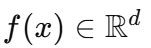 f(x) ∈ ℝ^d